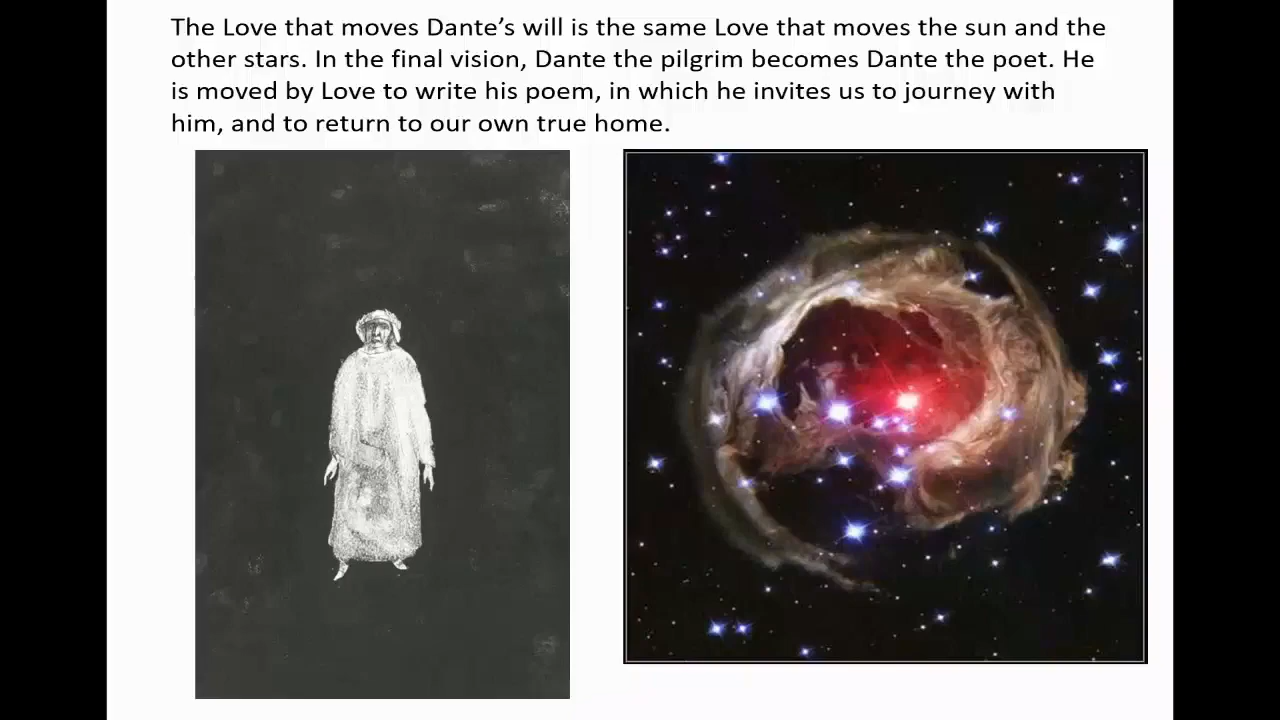 The Love that moves Dante’s will is the same Love that moves the sun and the
other stars. In the final vision, Dante the pilgrim becomes Dante the poet. He
is moved by Love to write his poem, in which he invites us to journey with
him, and to return to our own true home.